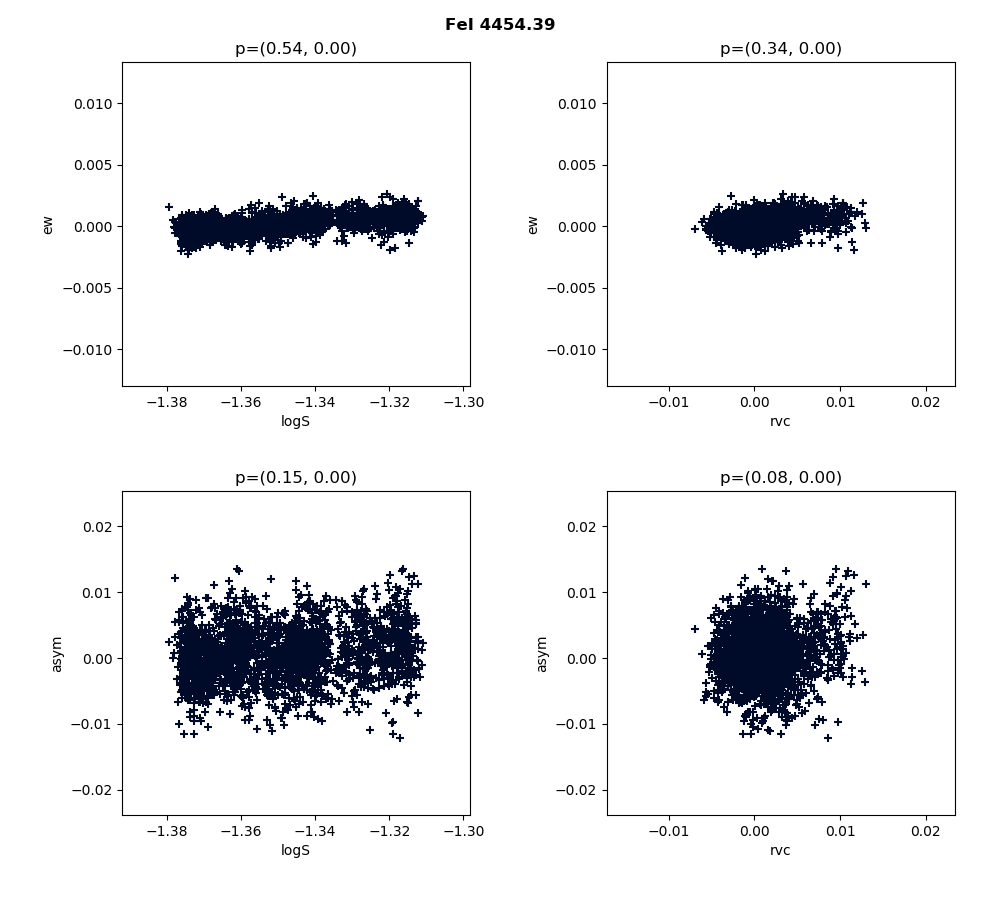 FeI 4454.39
p=(0.54, 0.00)
p=(0.34, 0.00)
0.010
0.005
0.000
−0.005
−0.010
ew
−1.38 −1.36 −1.34 −1.32 −1.30
logS
0.010
0.005
0.000
−0.005
−0.010
ew
−0.01 0.00 0.01 0.02
rvc
p=(0.15, 0.00)
p=(0.08, 0.00)
0.02
0.01
0.00
−0.01
−0.02
asym
−1.38 −1.36 −1.34 −1.32 −1.30
logS
0.02
0.01
0.00
−0.01
−0.02
asym
−0.01 0.00 0.01 0.02
rvc